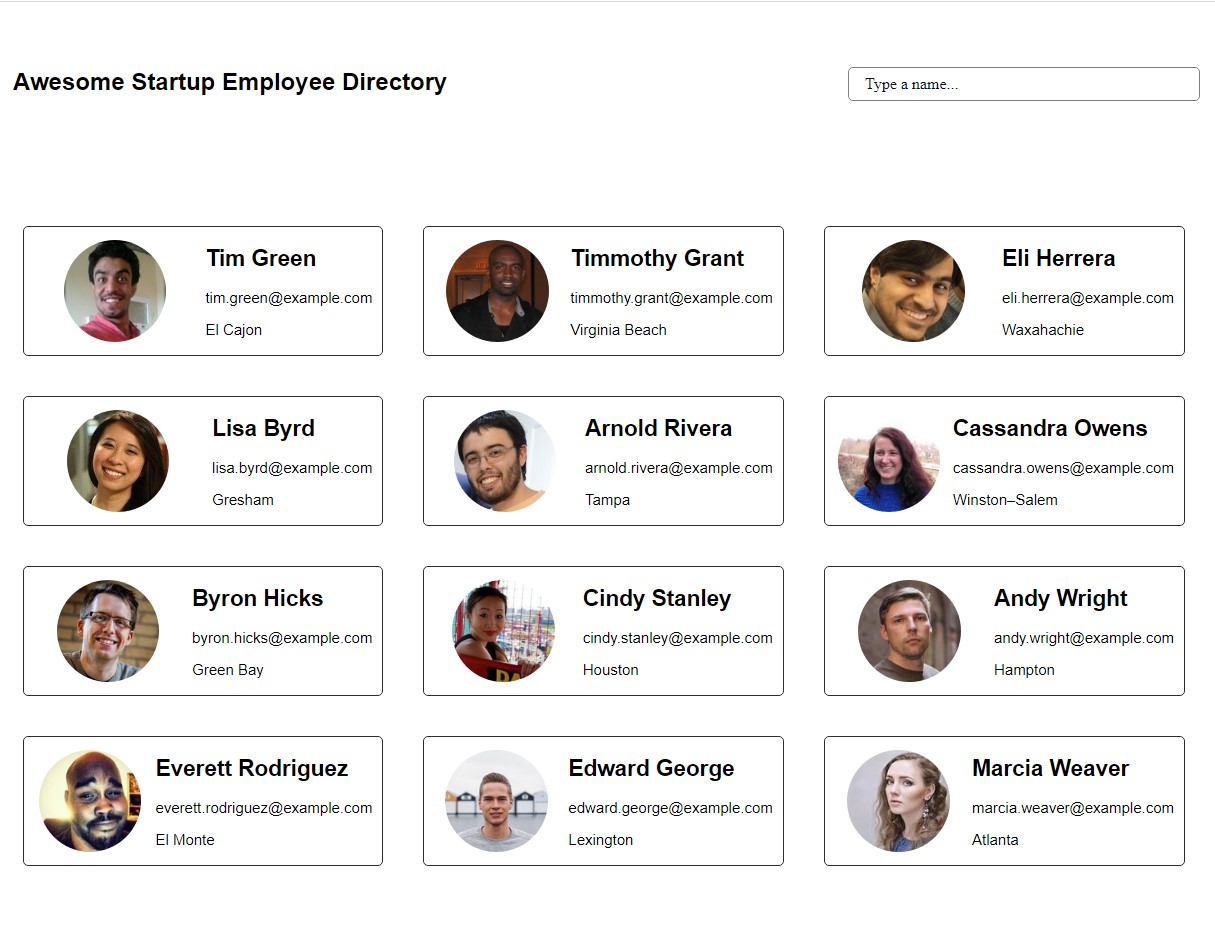 Awesome Startup Employee Directory
Type a name...
Tim Green
tim.green@example.com
El Cajon
Timmothy Grant
timmothy.grant@example.com
Virginia Beach
Eli Herrera
eli.herrera@example.com
Waxahachie
Lisa Byrd
lisa.byrd@example.com
Gresham
Arnold Rivera
arnold.rivera@example.com
Tampa
Cassandra Owens
cassandra.owens@example.com
Winston–Salem
Byron Hicks
byron.hicks@example.com
Green Bay
Cindy Stanley
cindy.stanley@example.com
Houston
Andy Wright
andy.wright@example.com
Hampton
Everett Rodriguez
everett.rodriguez@example.com
El Monte
Edward George
edward.george@example.com
Lexington
Marcia Weaver
marcia.weaver@example.com
Atlanta